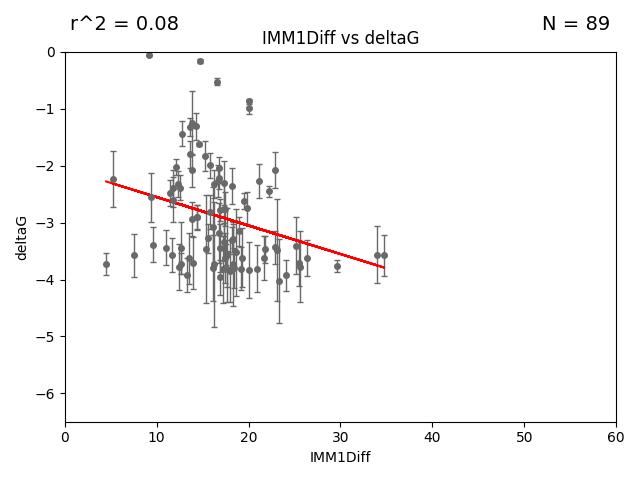 r^2 = 0.08
N = 89
IMM1Diff vs deltaG
0
−1
−2
−3
−4
−5
−6
deltaG
0 10 20 30 40 50 60
IMM1Diff